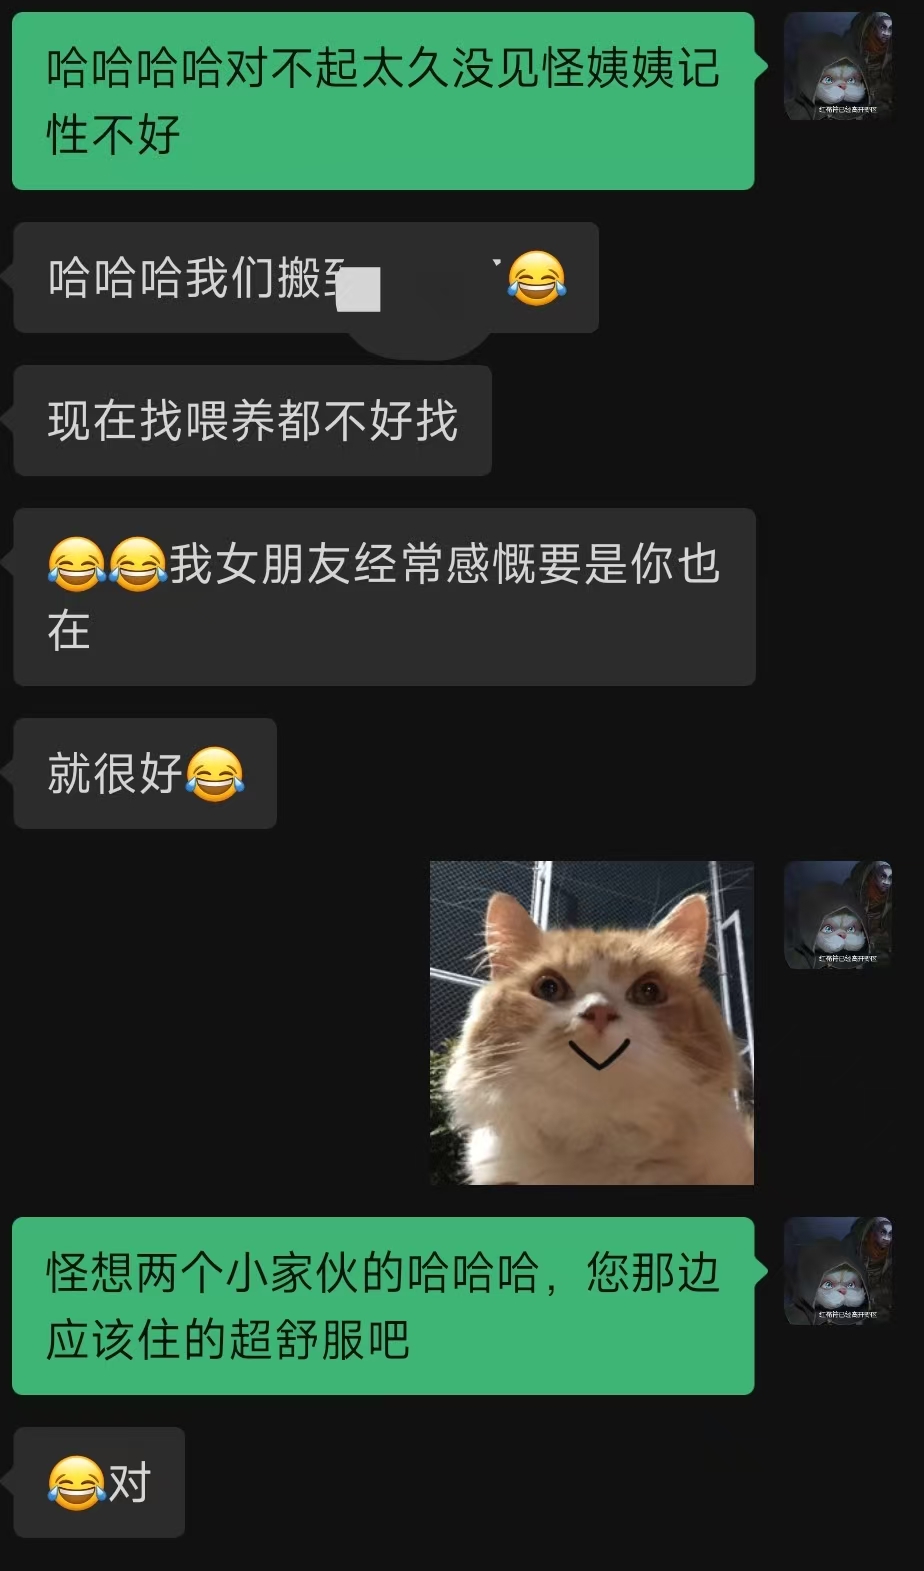 哈哈哈哈对不起太久没见怪姨姨记
性不好
哈哈哈我们搬到😂
现在找喂养都不好找
😂😂我女朋友经常感慨要是你也
在
就很好😂
怪想两个小家伙的哈哈哈，您那边
应该住的超舒服吧
😂对